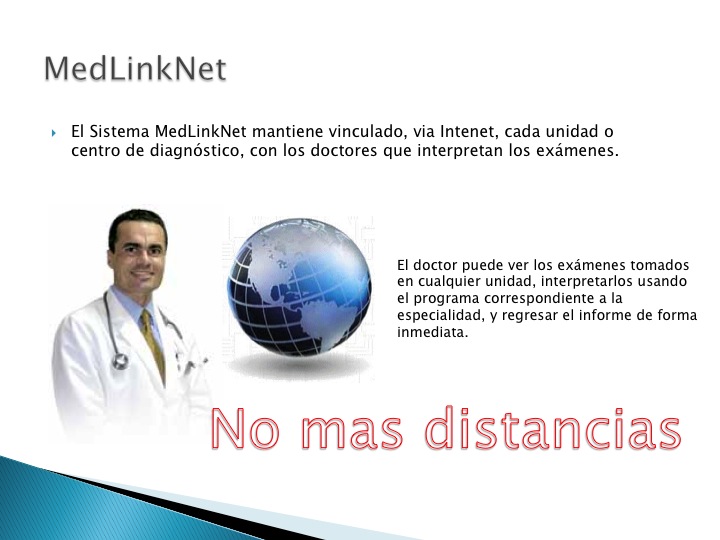 MedLinkNet
El Sistema MedLinkNet mantiene vinculado, via Intenet, cada unidad o
centro de diagnóstico, con los doctores que interpretan los exámenes.
El doctor puede ver los exámenes tomados
en cualquier unidad, interpretarlos usando
el programa correspondiente a la
especialidad, y regresar el informe de forma
inmediata.
No mas distancias